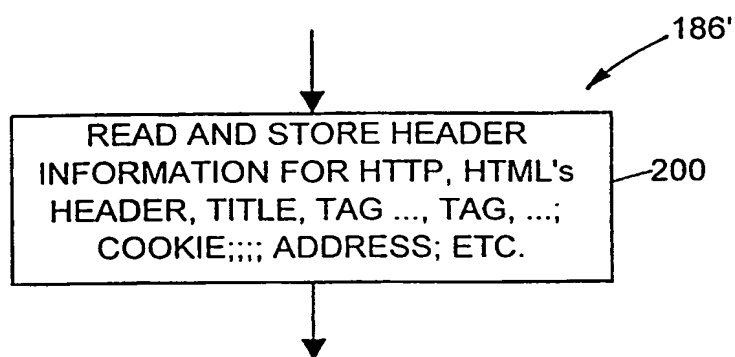 186'
READ AND STORE HEADER
INFORMATION FOR HTTP, HTML's
HEADER, TITLE, TAG ..., TAG, ...;
COOKIE;;;; ADDRESS; ETC.
200